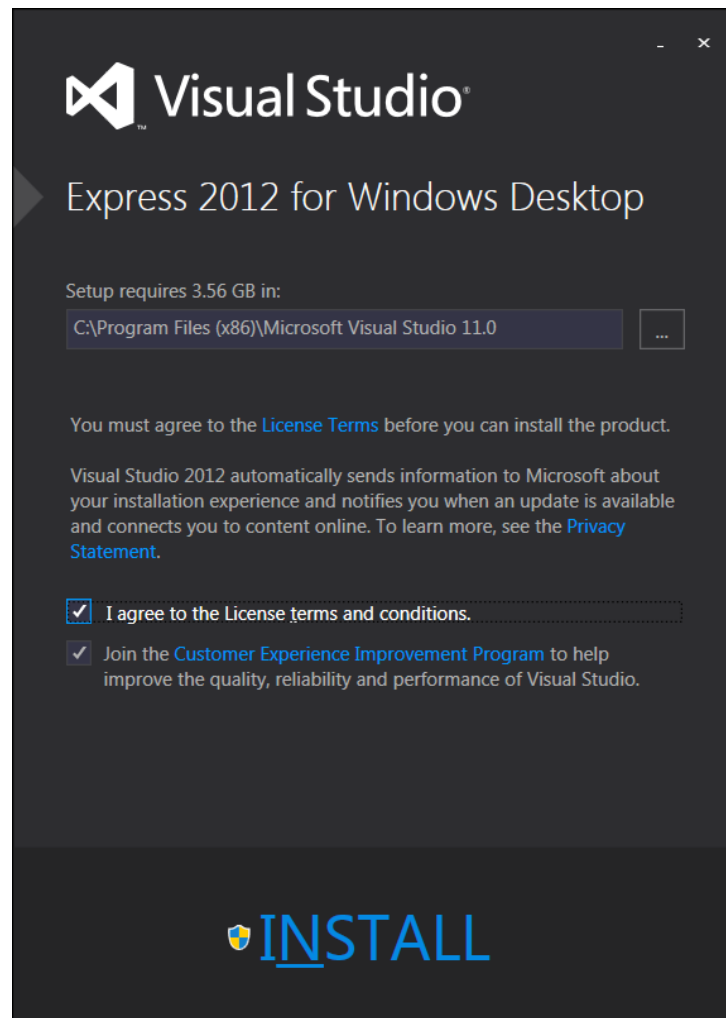 Visual Studio®
™
Express 2012 for Windows Desktop
Setup requires 3.56 GB in:
C:\Program Files (x86)\Microsoft Visual Studio 11.0
...
You must agree to the License Terms before you can install the product.
Visual Studio 2012 automatically sends information to Microsoft about
your installation experience and notifies you when an update is available
and connects you to content online. To learn more, see the Privacy
Statement.
I agree to the License terms and conditions.
Join the Customer Experience Improvement Program to help
improve the quality, reliability and performance of Visual Studio.
INSTALL